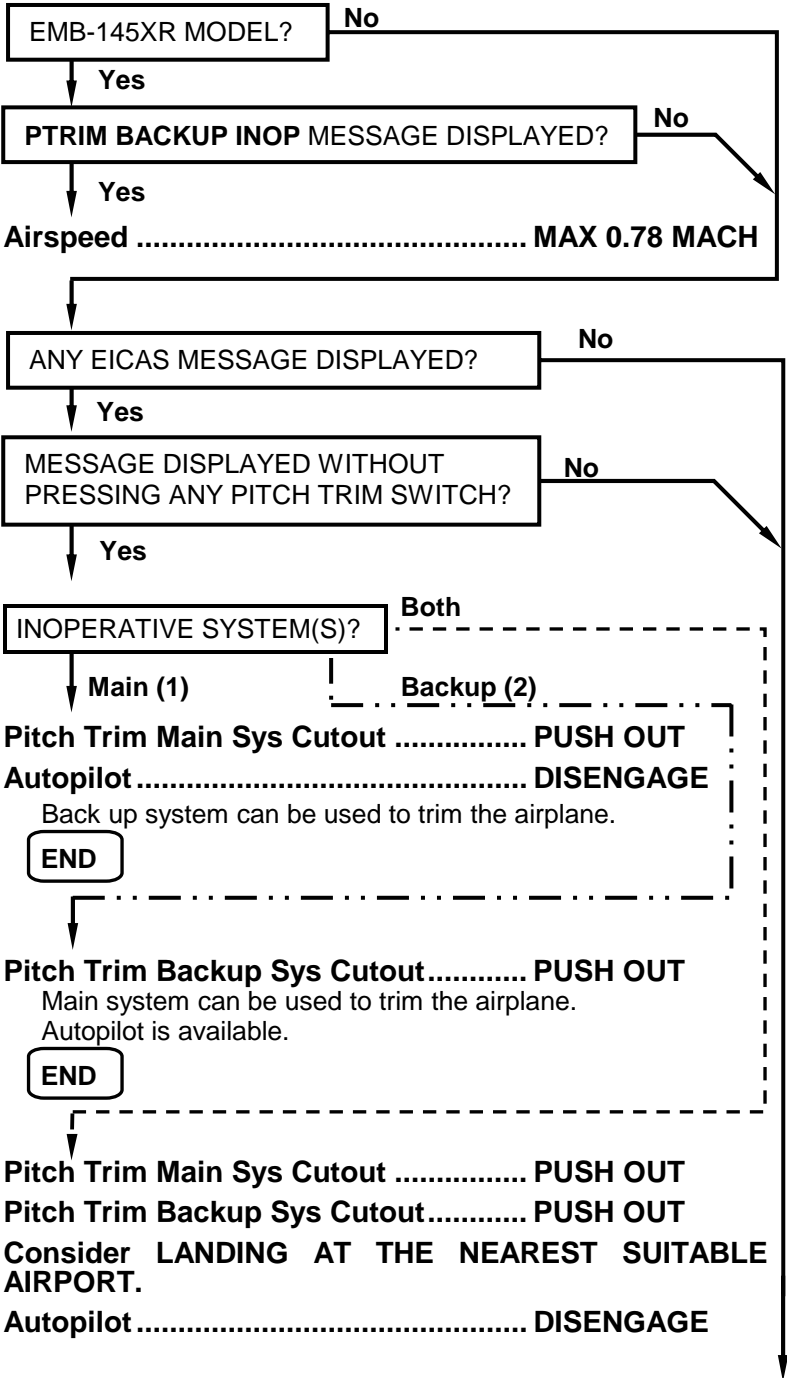 EMB-145XR MODEL?
No
Yes
PTRIM BACKUP INOP MESSAGE DISPLAYED?
No
Yes
Airspeed .............................................. MAX 0.78 MACH
ANY EICAS MESSAGE DISPLAYED?
No
Yes
MESSAGE DISPLAYED WITHOUT
PRESSING ANY PITCH TRIM SWITCH?
No
Yes
INOPERATIVE SYSTEM(S)?
Both
Main (1)
Backup (2)
Pitch Trim Main Sys Cutout ................ PUSH OUT
Autopilot .............................................. DISENGAGE
Back up system can be used to trim the airplane.
END
Pitch Trim Backup Sys Cutout ............ PUSH OUT
Main system can be used to trim the airplane.
Autopilot is available.
END
Pitch Trim Main Sys Cutout ................ PUSH OUT
Pitch Trim Backup Sys Cutout ............ PUSH OUT
Consider LANDING AT THE NEAREST SUITABLE
AIRPORT.
Autopilot .............................................. DISENGAGE